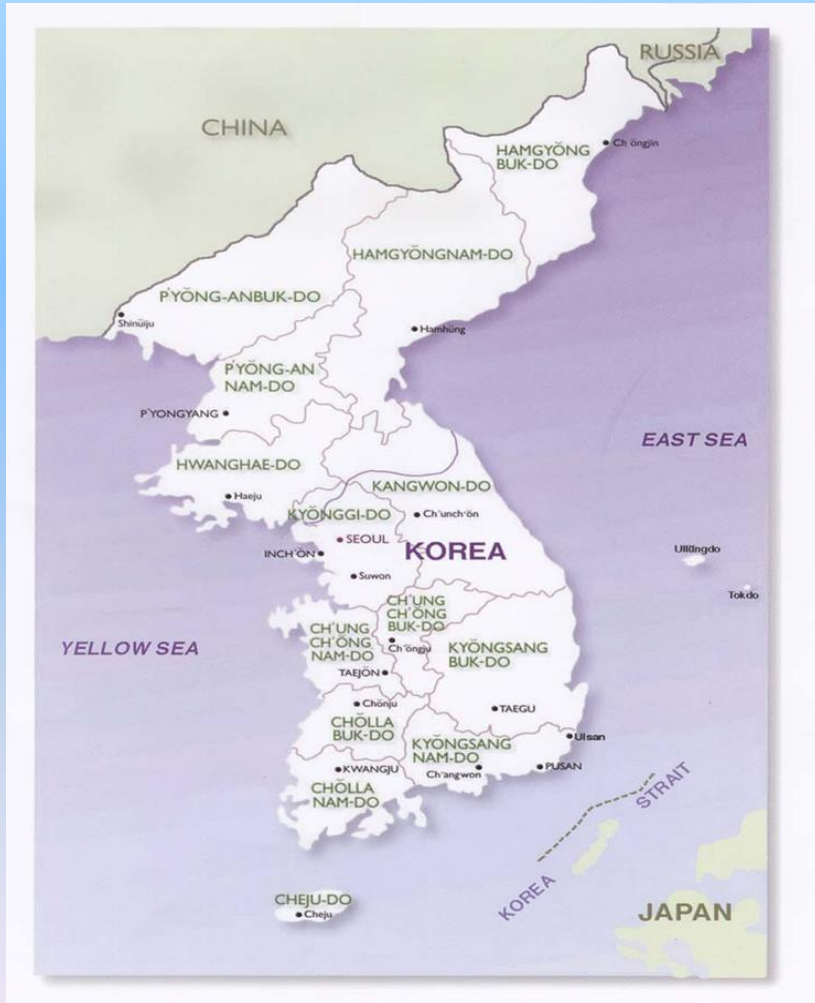 RUSSIA
CHINA
HAMGYŎNG
BUK-DO
Ch ŏngjin
HAMGYŎNGNAM-DO
P'YŎNG-ANBUK-DO
Shinŭiju
Hamhŭng
P'YŎNG-AN
NAM-DO
P'YONGYANG
EAST SEA
HWANGHAE-DO
KANGWON-DO
Haeju
KYŎNGGI-DO
Ch'unch'ŏn
SEOUL
INCH'ŎN
KOREA
Ullŭngdo
Suwon
Tokdo
CH'UNG
CH'ŎNG
BUK-DO
CH'UNG
CH'ŎNG
NAM-DO
Ch'ŏngju
YELLOW SEA
KYŎNGSANG
BUK-DO
TAEJŎN
Chŏnju
TAEGU
CHŎLLA
BUK-DO
Ulsan
KYŎNGSANG
NAM-DO
KWANGJU
Ch'angwon
PUSAN
CHŎLLA
NAM-DO
KOREA STRAIT
CHEJU-DO
Cheju
JAPAN